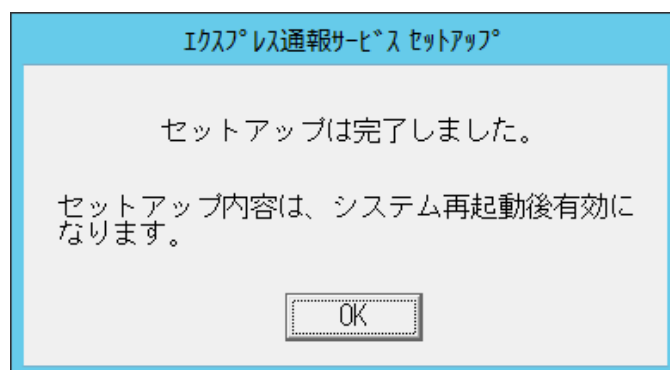 ｴｸｽﾌﾟﾚｽ通報ｻｰﾋﾞｽ ｾｯﾄｱｯﾌﾟ
セットアップは完了しました。
セットアップ内容は、システム再起動後有効に
なります。
OK